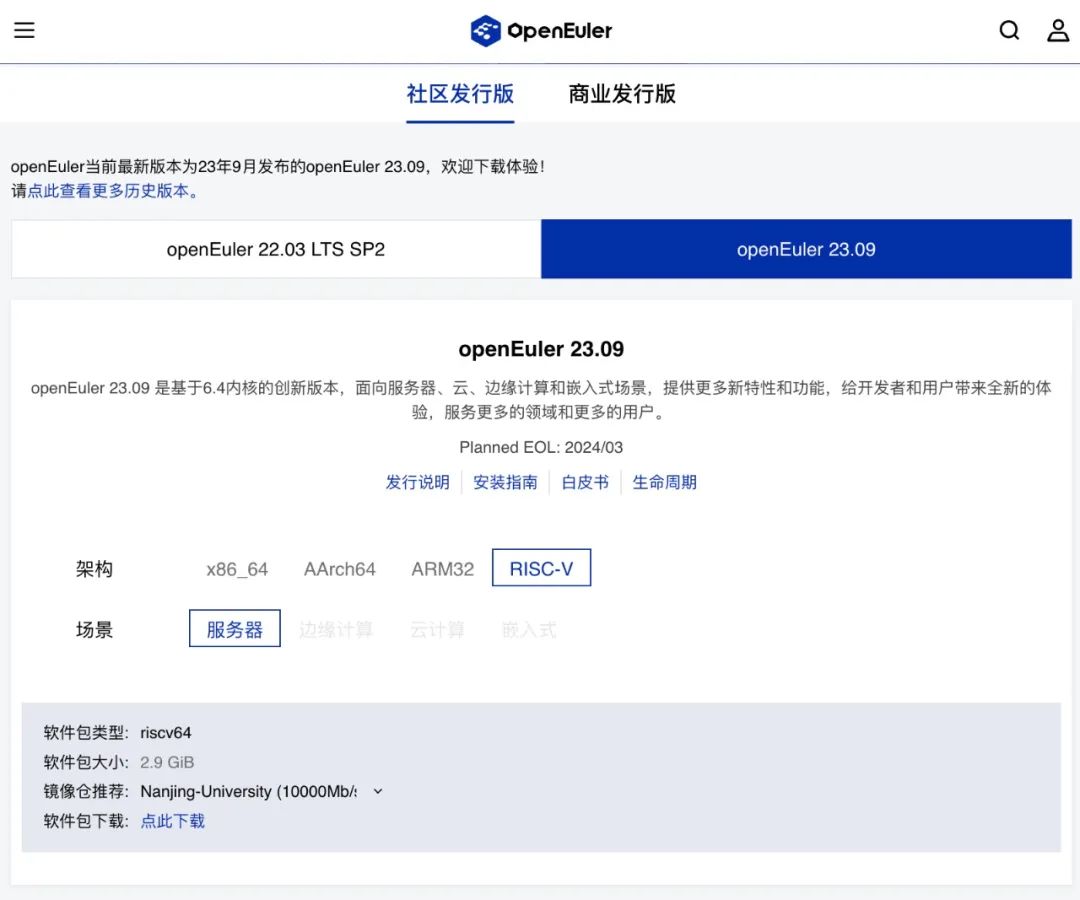 OpenEuler
社区发行版 商业发行版
openEuler当前最新版本为23年9月发布的openEuler 23.09，欢迎下载体验！
请点此查看更多历史版本。
openEuler 22.03 LTS SP2 openEuler 23.09
openEuler 23.09
openEuler 23.09 是基于6.4内核的创新版本，面向服务器、云、边缘计算和嵌入式场景，提供更多新特性和功能，给开发者和用户带来全新的体
验，服务更多的领域和更多的用户。
Planned EOL: 2024/03
发行说明 安装指南 白皮书 生命周期
架构 x86_64 AArch64 ARM32 RISC-V
场景 服务器 边缘计算 云计算 嵌入式
软件包类型: riscv64
软件包大小: 2.9 GiB
镜像仓推荐: Nanjing-University (10000Mb/
软件包下载: 点此下载